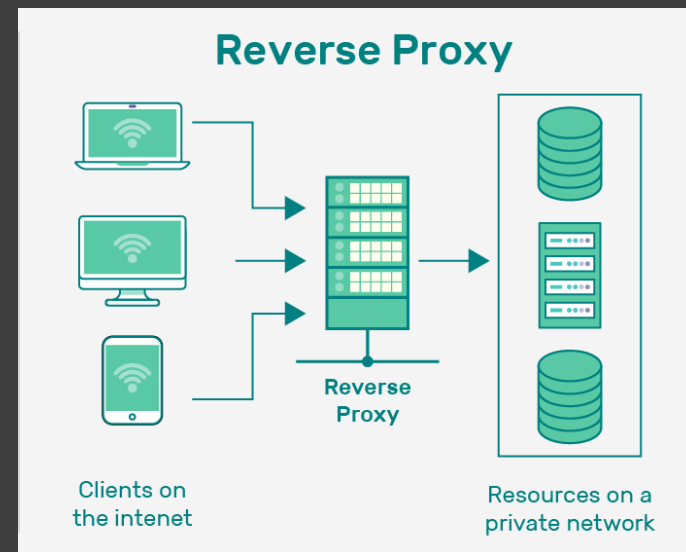 Reverse Proxy
Reverse
Proxy
Clients on
the intenet
Resources on a
private network